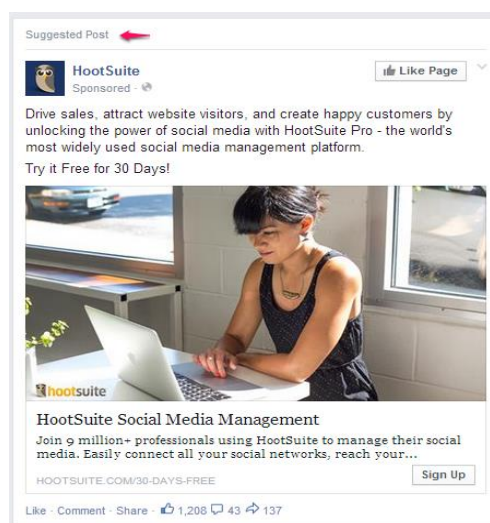 Suggested Post
HootSuite
Like Page
Sponsored ·
Drive sales, attract website visitors, and create happy customers by
unlocking the power of social media with HootSuite Pro - the world's
most widely used social media management platform.
Try it Free for 30 Days!
hootsuite
HootSuite Social Media Management
Join 9 million+ professionals using HootSuite to manage their social
media. Easily connect all your social networks, reach your...
HOOTSUITE.COM/30-DAYS-FREE
Sign Up
Like · Comment · Share · 1,208 43 137